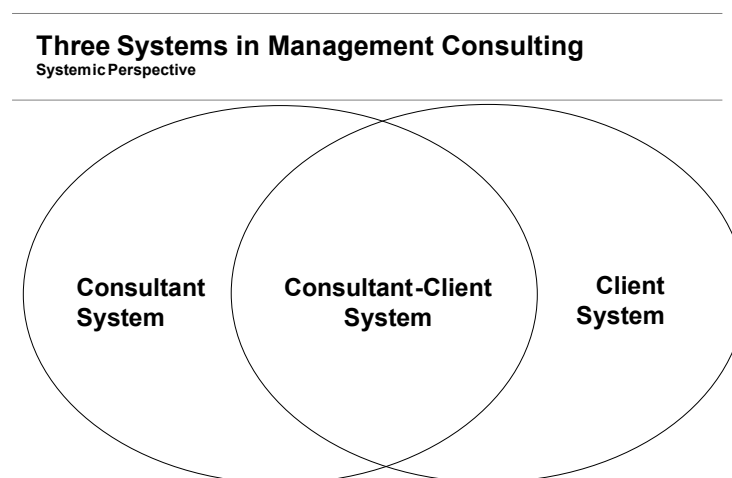 Three Systems in Management Consulting
Systemic Perspective
Consultant
System
Consultant-Client
System
Client
System